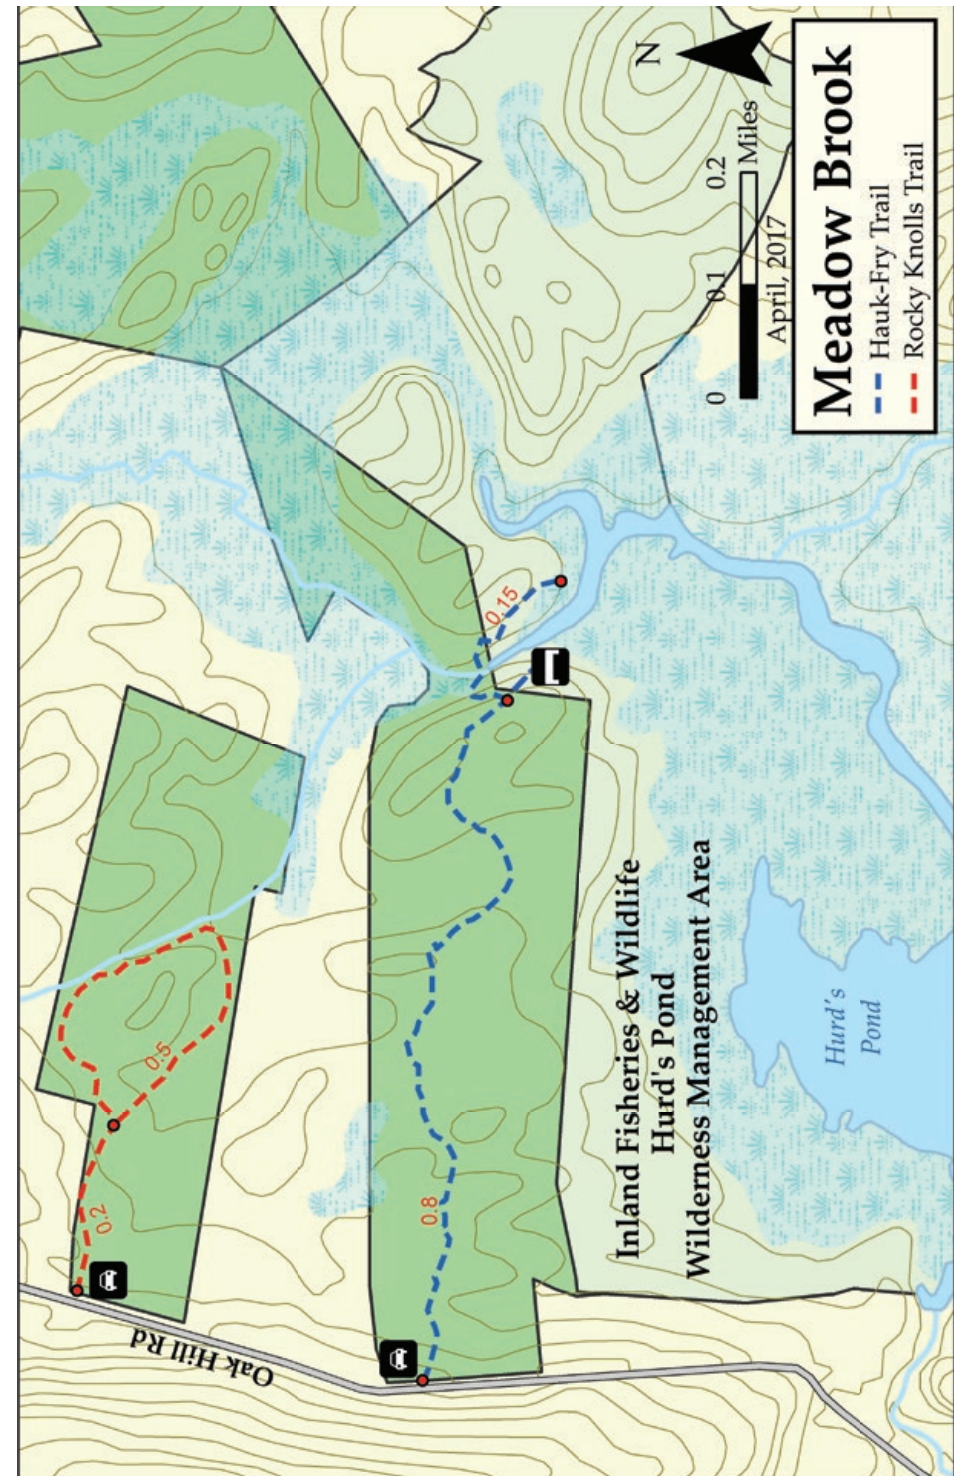 Meadow Brook
Hauk-Fry Trail
Rocky Knolls Trail
N
0 0.1 0.2 Miles
April, 2017
0.15
0.5
0.2
0.8
Oak Hill Rd
Inland Fisheries & Wildlife
Hurd's Pond
Wilderness Management Area
Hurd's
Pond